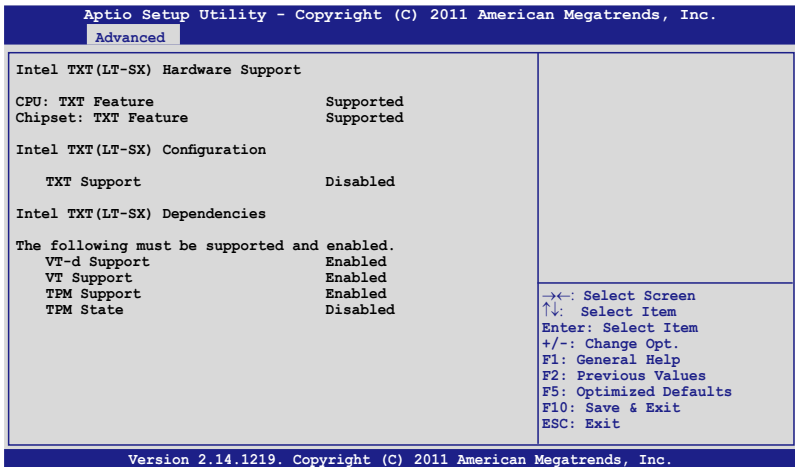 Aptio Setup Utility - Copyright (C) 2011 American Megatrends, Inc.
Advanced
Intel TXT(LT-SX) Hardware Support
CPU: TXT Feature Supported
Chipset: TXT Feature Supported
Intel TXT(LT-SX) Configuration
TXT Support Disabled
Intel TXT(LT-SX) Dependencies
The following must be supported and enabled.
VT-d Support Enabled
VT Support Enabled
TPM Support Enabled
TPM State Disabled
→←: Select Screen
↑↓: Select Item
Enter: Select Item
+/-: Change Opt.
F1: General Help
F2: Previous Values
F5: Optimized Defaults
F10: Save & Exit
ESC: Exit
Version 2.14.1219. Copyright (C) 2011 American Megatrends, Inc.